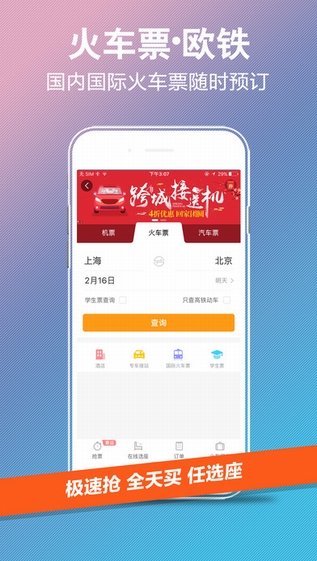 火车票·欧铁
国内国际火车票随时预订
无SIM卡
下午3:07
29%
跨城接送机
4折优惠 回家团圆
机票
火车票
汽车票
上海
北京
2月16日
明天
学生票查询
只查高铁动车
查询
酒店
专车接站
国际火车票
学生票
抢票
在线选座
订单
极速抢 全天买 任选座